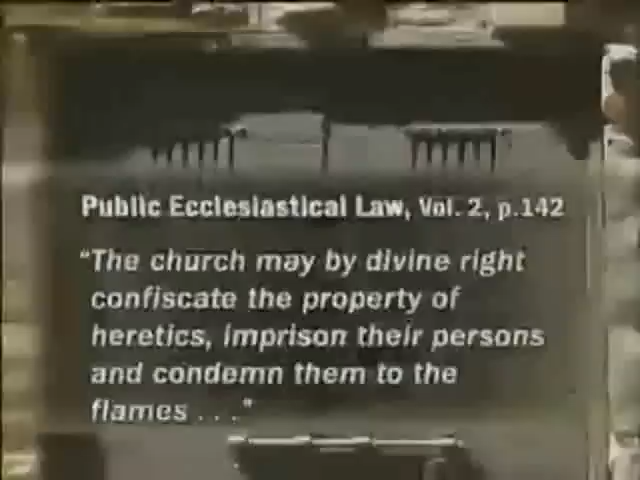 Public Ecclesiastical Law, Vol. 2, p.142
"The church may by divine right
confiscate the property of
heretics, imprison their persons
and condemn them to the
flames . . ."